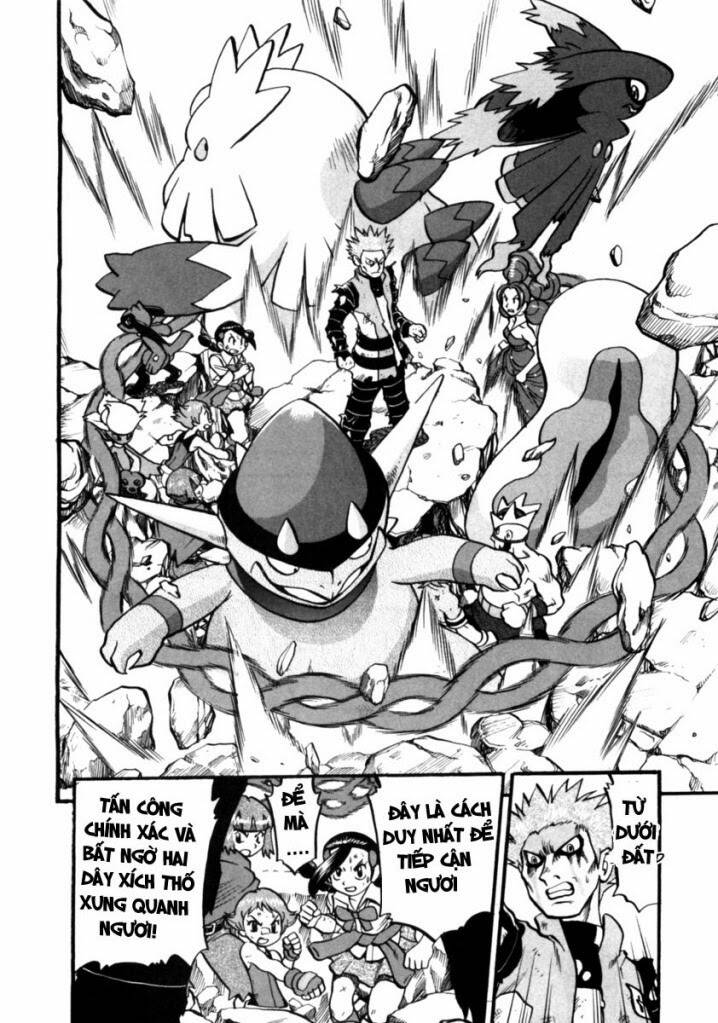 TỪ
DƯỚI
ĐẤT?
ĐÂY LÀ CÁCH
DUY NHẤT ĐỂ
TIẾP CẬN
NGƯƠI
ĐỂ
MÀ
....
TẤN CÔNG
CHÍNH XÁC VÀ
BẤT NGỜ HAI
DÂY XÍCH THỐ
XUNG QUANH
NGƯƠI!